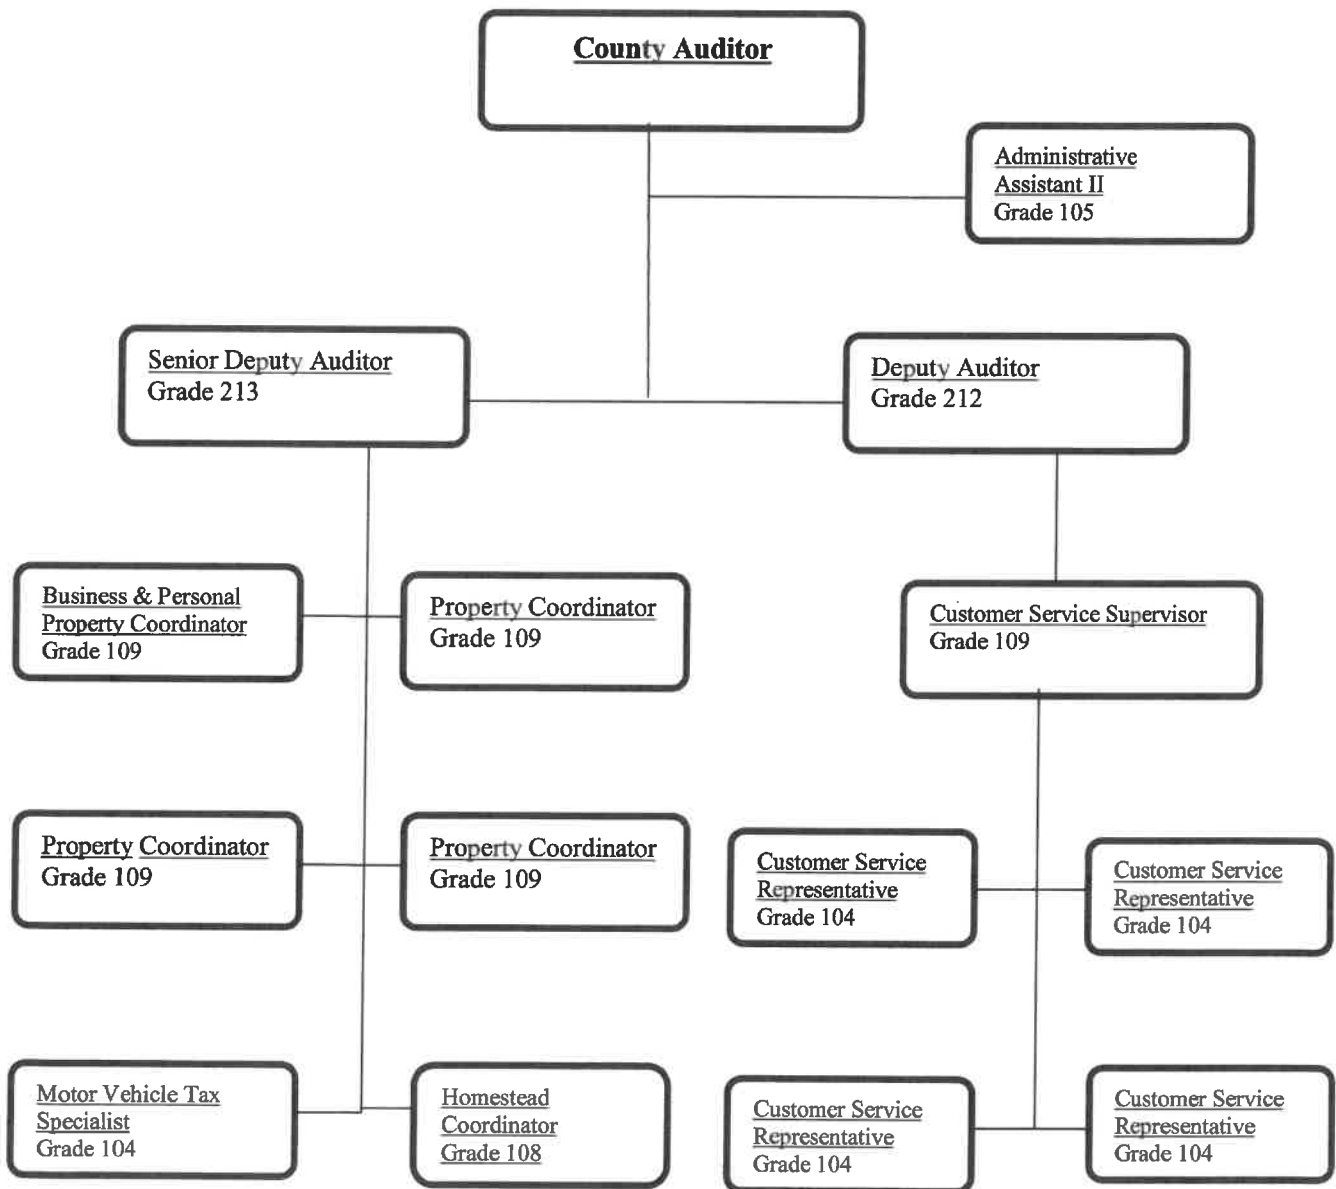 County Auditor
Administrative
Assistant II
Grade 105
Senior Deputy Auditor
Grade 213
Deputy Auditor
Grade 212
Business & Personal
Property Coordinator
Grade 109
Property Coordinator
Grade 109
Customer Service Supervisor
Grade 109
Property Coordinator
Grade 109
Property Coordinator
Grade 109
Customer Service
Representative
Grade 104
Customer Service
Representative
Grade 104
Motor Vehicle Tax
Specialist
Grade 104
Homestead
Coordinator
Grade 108
Customer Service
Representative
Grade 104
Customer Service
Representative
Grade 104